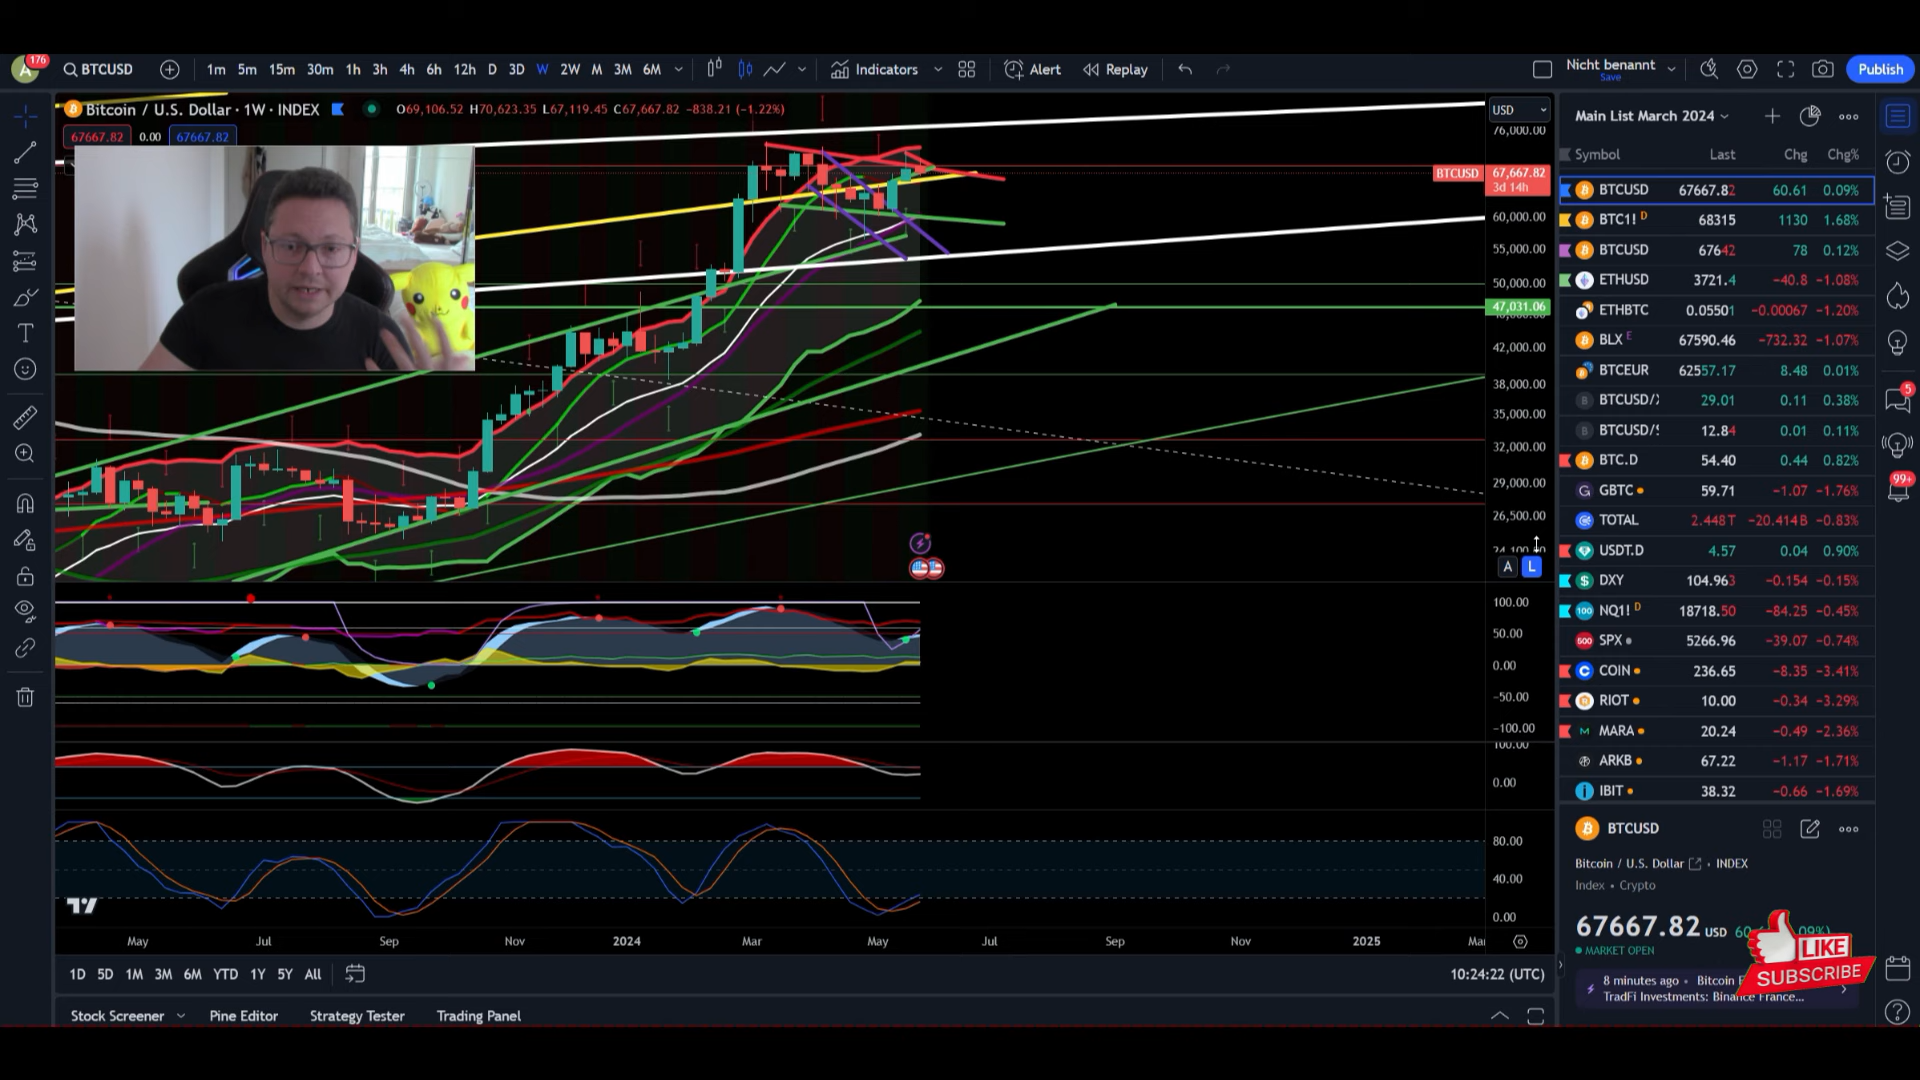 A 176 BTCUSD 1m 5m 15m 30m 1h 3h 4h 6h 12h D 3D W 2W M 3M 6M Indicators Alert Replay Nicht benannt Save Publish
Bitcoin / U.S. Dollar · 1W · INDEX O69,106.52 H70,623.35 L67,119.45 C67,667.82 −838.21 (−1.22%)
67667.82 0.00 67667.82
USD
76,000.00
BTCUSD 67,667.82
3d 14h
60,000.00
55,000.00
50,000.00
47,031.06
42,000.00
38,000.00
35,000.00
32,000.00
29,000.00
26,500.00
A L
100.00
50.00
0.00
−50.00
−100.00
100.00
0.00
80.00
40.00
0.00
May Jul Sep Nov 2024 Mar May Jul Sep Nov 2025
1D 5D 1M 3M 6M YTD 1Y 5Y All 10:24:22 (UTC)
Stock Screener Pine Editor Strategy Tester Trading Panel
Main List March 2024
Symbol Last Chg Chg%
BTCUSD 67667.82 60.61 0.09%
BTC1! D 68315 1130 1.68%
BTCUSD 67642 78 0.12%
ETHUSD 3721.4 −40.8 −1.08%
ETHBTC 0.05501 −0.00067 −1.20%
BLX E 67590.46 −732.32 −1.07%
BTCEUR 62557.17 8.48 0.01%
BTCUSD/ 29.01 0.11 0.38%
BTCUSD/ 12.84 0.01 0.11%
BTC.D 54.40 0.44 0.82%
GBTC 59.71 −1.07 −1.76%
TOTAL 2.448 T −20.414 B −0.83%
USDT.D 4.57 0.04 0.90%
DXY 104.963 −0.154 −0.15%
NQ1! D 18718.50 −84.25 −0.45%
SPX 5266.96 −39.07 −0.74%
COIN 236.65 −8.35 −3.41%
RIOT 10.00 −0.34 −3.29%
MARA 20.24 −0.49 −2.36%
ARKB 67.22 −1.17 −1.71%
IBIT 38.32 −0.66 −1.69%
BTCUSD
Bitcoin / U.S. Dollar • INDEX
Index • Crypto
67667.82 USD
MARKET OPEN
LIKE
SUBSCRIBE
8 minutes ago • Bitcoin
TradFi Investments: Binance France...
5
99+